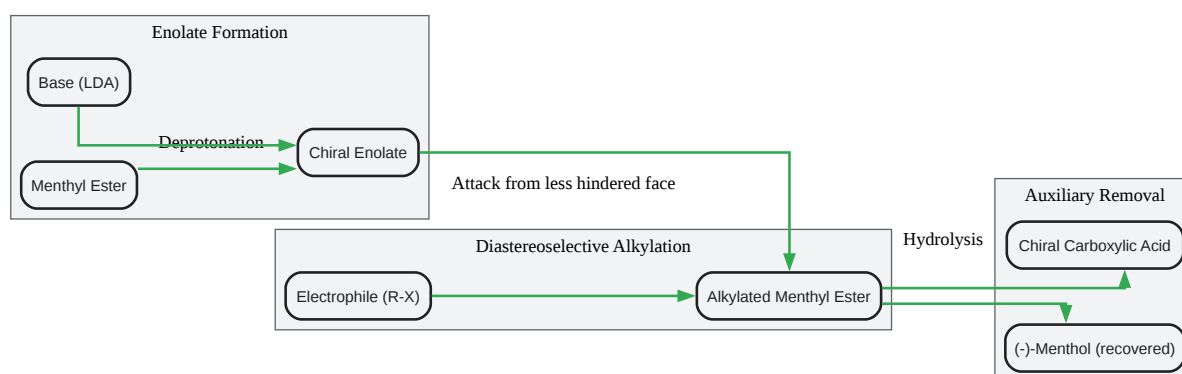 Enolate Formation
Base (LDA)
Deprotonation
Chiral Enolate
Menthyl Ester
Attack from less hindered face
Auxiliary Removal
Hydrolysis
Chiral Carboxylic Acid
Diastereoselective Alkylation
Electrophile (R-X)
Alkylated Menthyl Ester
(-)-Menthol (recovered)